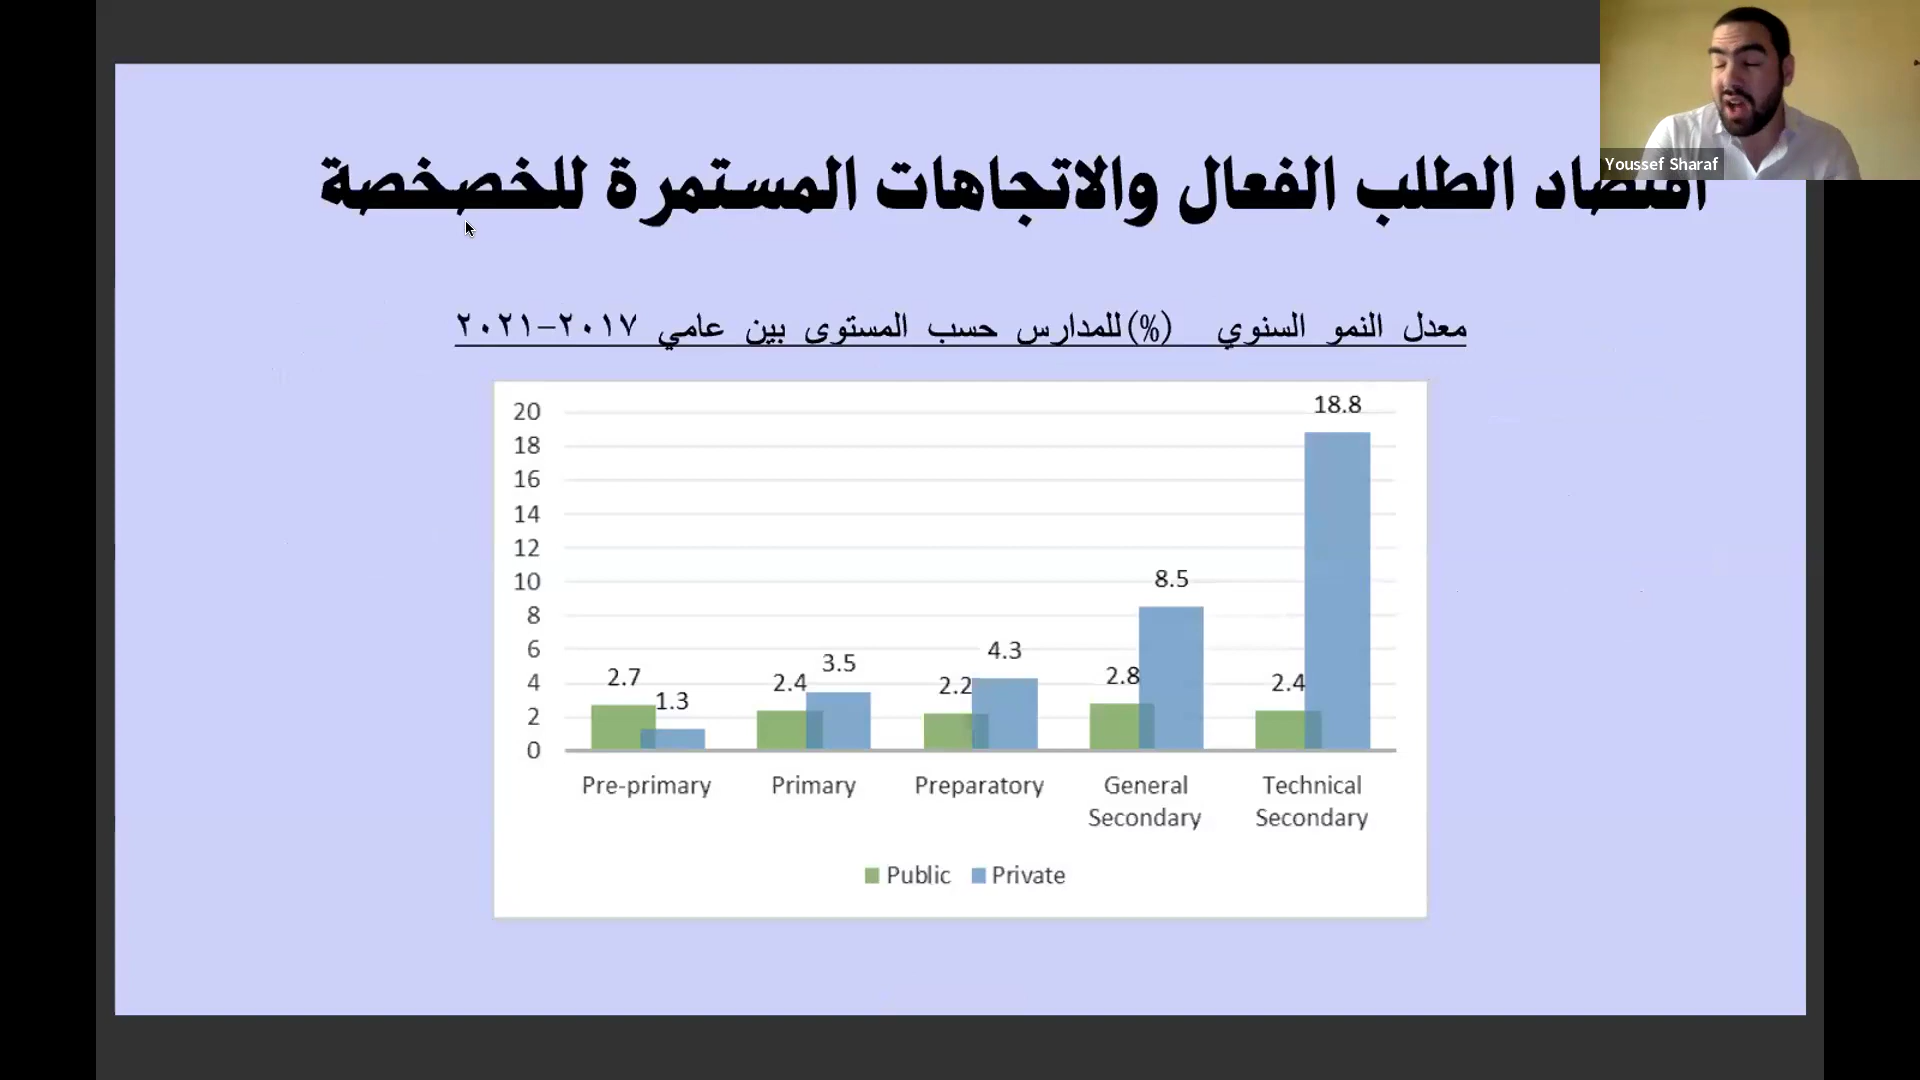 الطلب الفعال والاتجاهات المستمرة للخصخصة
Youssef Sharaf
معدل النمو السنوي (%)للمدارس حسب المستوى بين عامي ٢٠١٧-٢٠٢١
20
18
16
14
12
10
8
6
4
2
0
2.7
1.3
2.4
3.5
2.2
4.3
2.8
8.5
2.4
18.8
Pre-primary
Primary
Preparatory
General Secondary
Technical Secondary
Public
Private